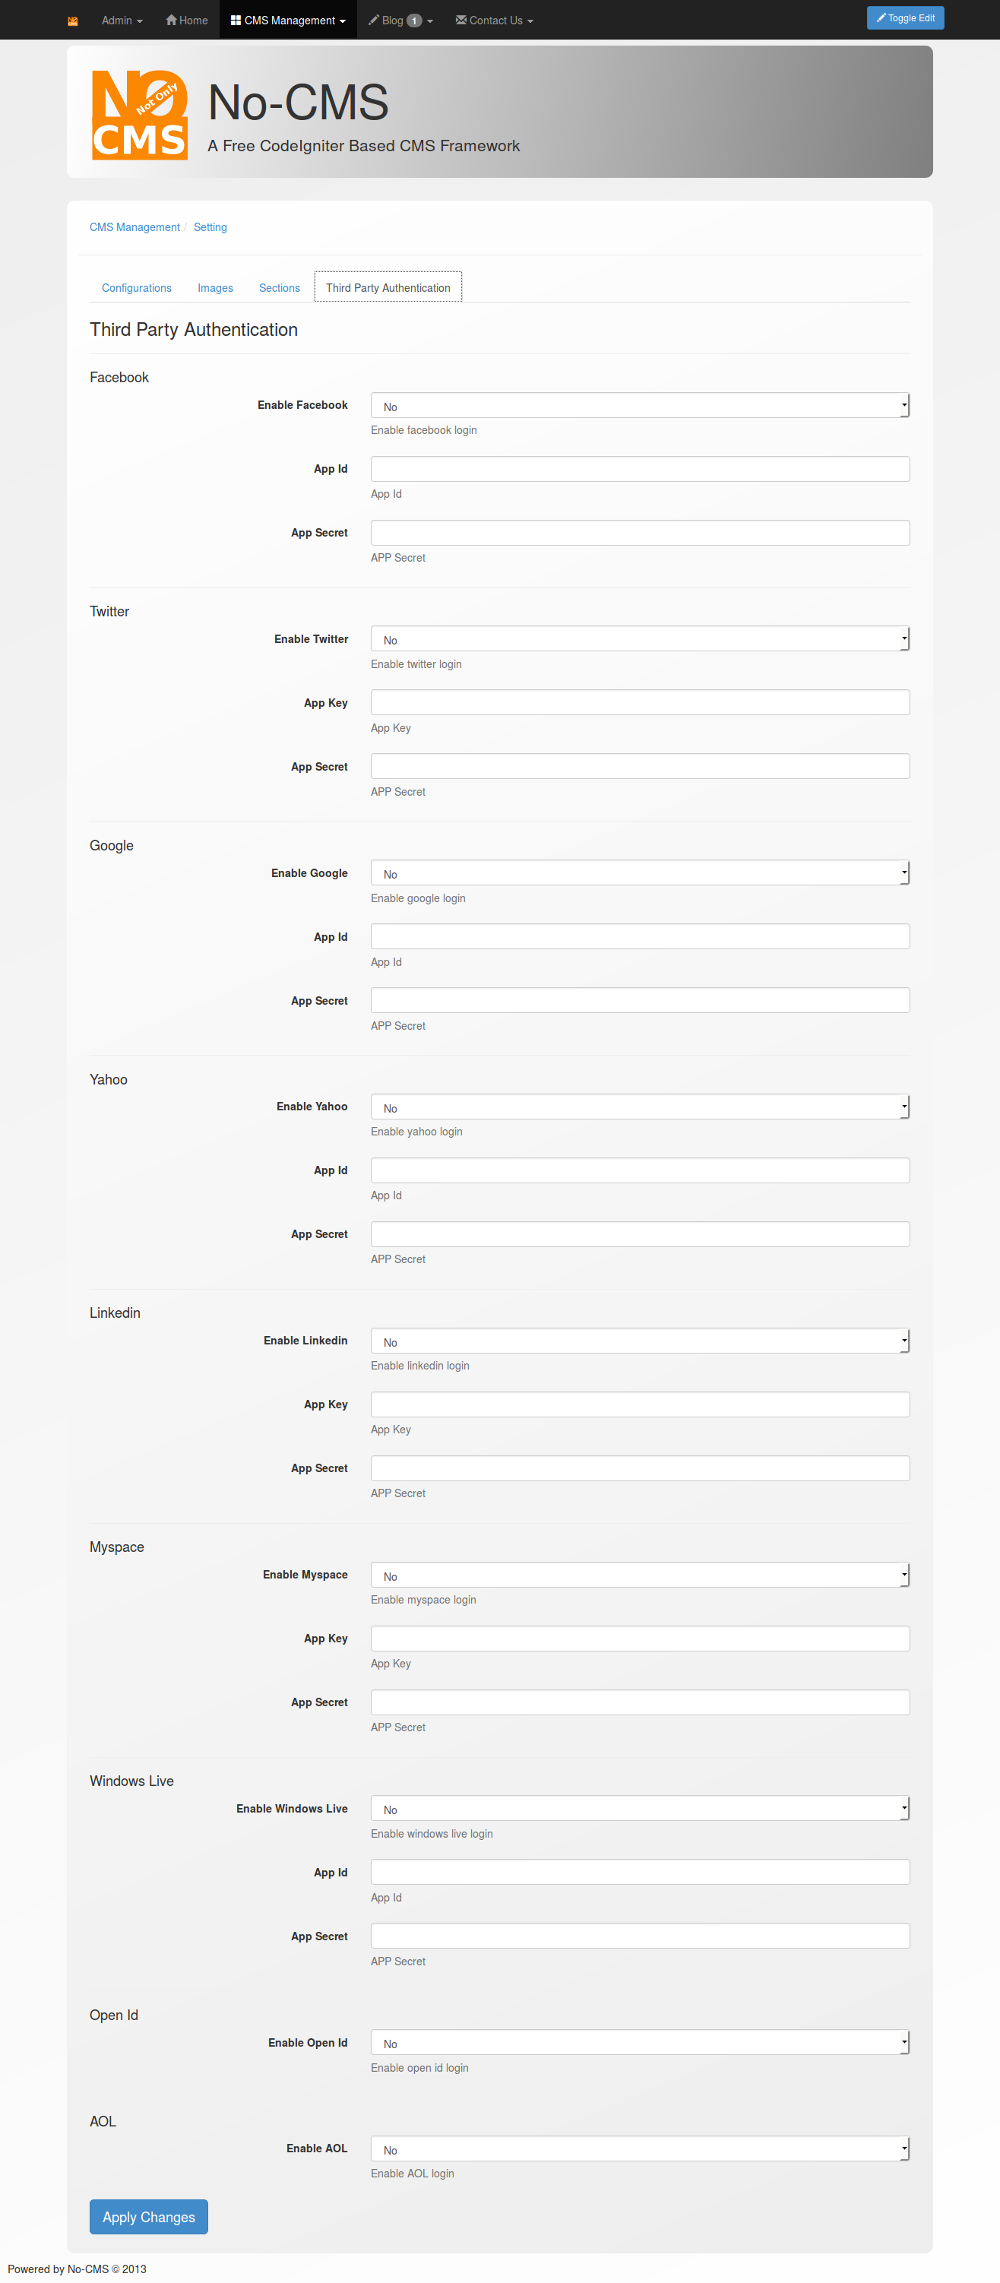 Admin Home CMS Management Blog 1 Contact Us Toggle Edit
NO
Not Only
CMS
No-CMS
A Free CodeIgniter Based CMS Framework
CMS Management / Setting
Configurations Images Sections Third Party Authentication
Third Party Authentication
Facebook
Enable Facebook No
Enable facebook login
App Id
App Id
App Secret
APP Secret
Twitter
Enable Twitter No
Enable twitter login
App Key
App Key
App Secret
APP Secret
Google
Enable Google No
Enable google login
App Id
App Id
App Secret
APP Secret
Yahoo
Enable Yahoo No
Enable yahoo login
App Id
App Id
App Secret
APP Secret
Linkedin
Enable Linkedin No
Enable linkedin login
App Key
App Key
App Secret
APP Secret
Myspace
Enable Myspace No
Enable myspace login
App Key
App Key
App Secret
APP Secret
Windows Live
Enable Windows Live No
Enable windows live login
App Id
App Id
App Secret
APP Secret
Open Id
Enable Open Id No
Enable open id login
AOL
Enable AOL No
Enable AOL login
Apply Changes
Powered by No-CMS © 2013